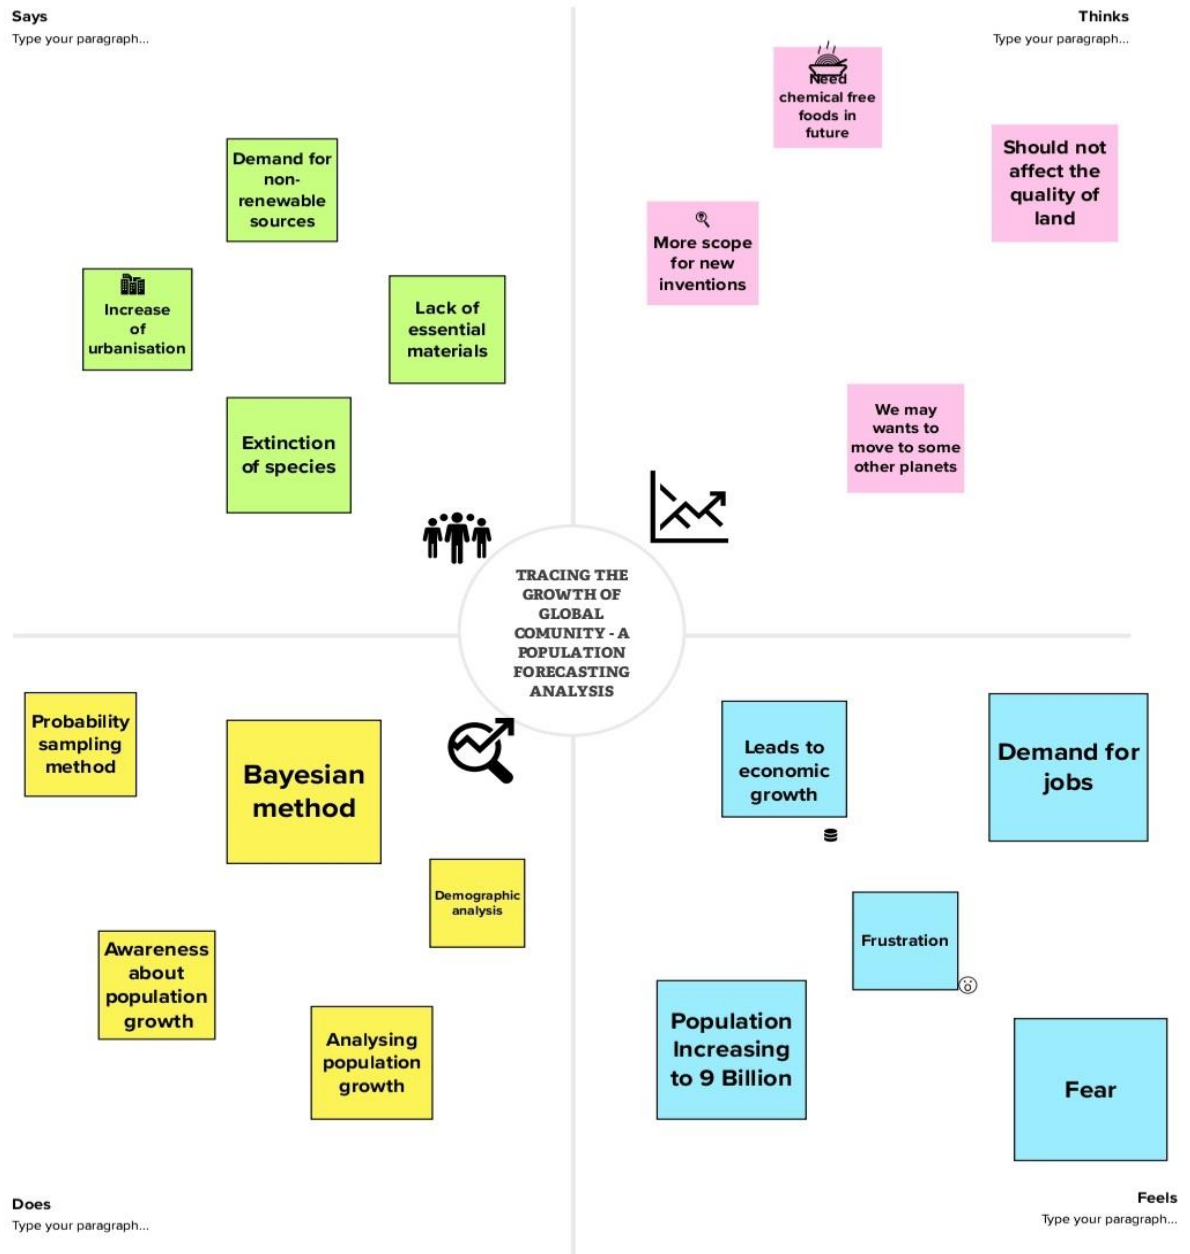 Says
Type your paragraph...
Demand for
non-
renewable
sources
Increase
of
urbanisation
Lack of
essential
materials
Extinction
of species
Thinks
Type your paragraph...
Need
chemical free
foods in
future
Should not
affect the
quality of
land
More scope
for new
inventions
We may
wants to
move to some
other planets
TRACING THE
GROWTH OF
GLOBAL
COMUNITY - A
POPULATION
FORECASTING
ANALYSIS
Probability
sampling
method
Bayesian
method
Demographic
analysis
Awareness
about
population
growth
Analysing
population
growth
Does
Type your paragraph...
Leads to
economic
growth
Demand for
jobs
Frustration
Population
Increasing
to 9 Billion
Fear
Feels
Type your paragraph...